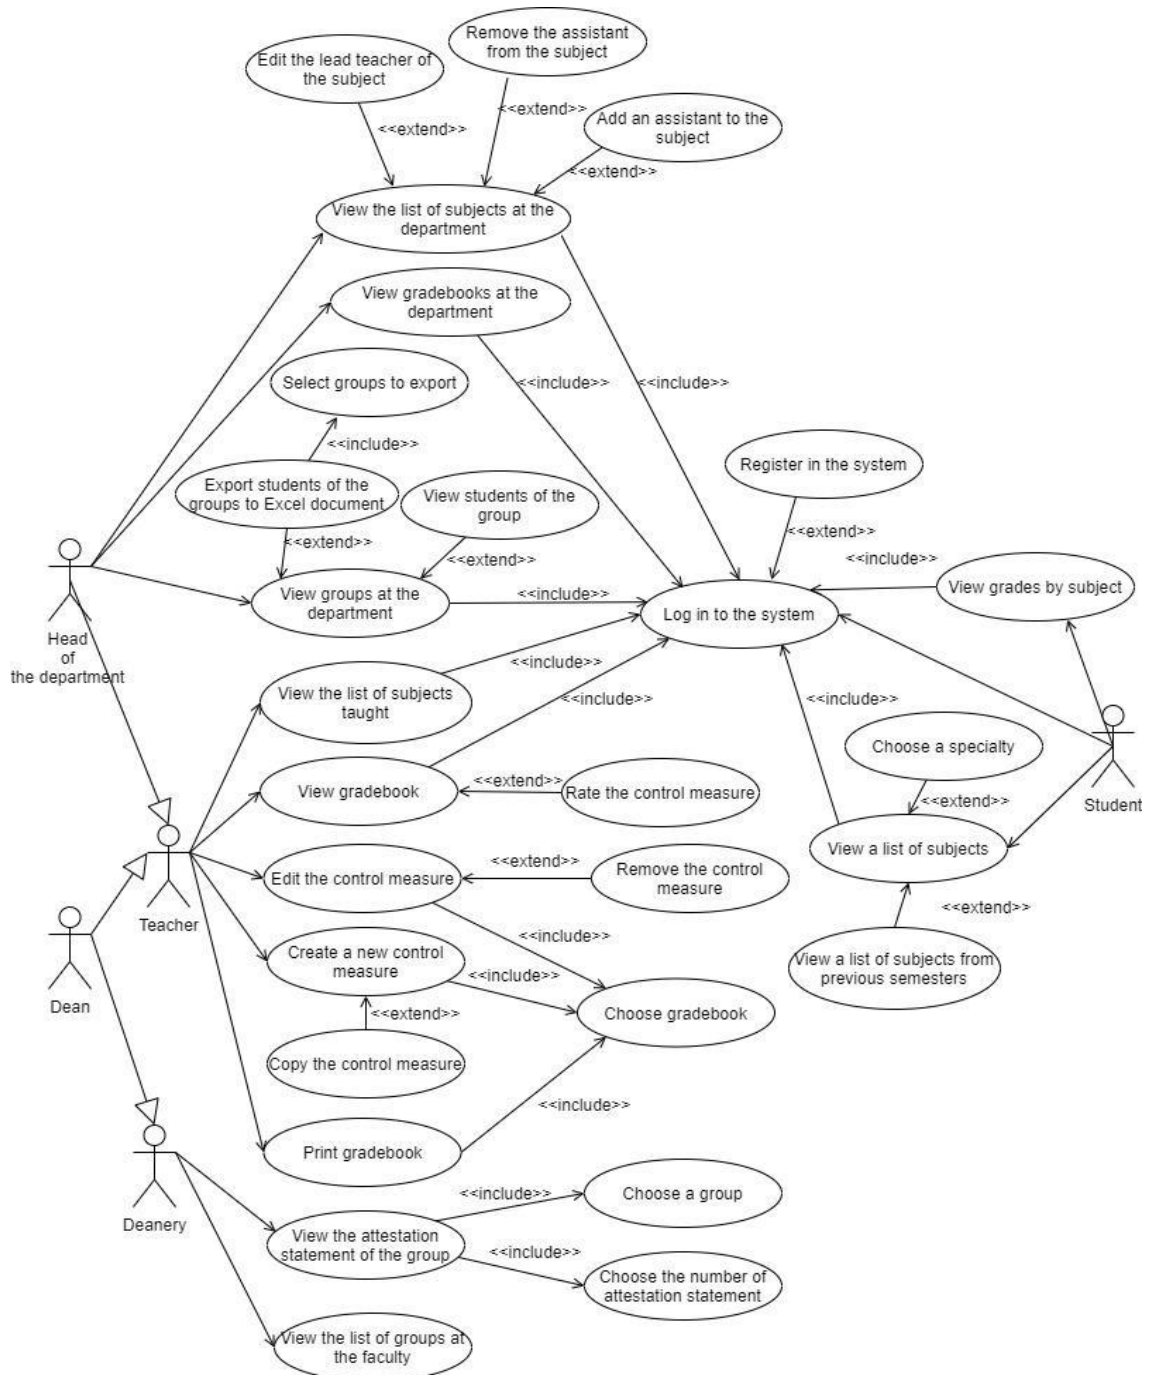 Remove the assistant
from the subject
Edit the lead teacher of
the subject
<<extend>>
Add an assistant to the
subject
<<extend>>
<<extend>>
View the list of subjects at the
department
View gradebooks at the
department
Select groups to export
<<include>>
<<include>>
<<include>>
Register in the system
Export students of the
groups to Excel document
View students of the
group
<<extend>>
<<extend>>
<<extend>>
<<include>>
View groups at the
department
<<include>>
Log in to the system
View grades by subject
Head
of
the department
<<include>>
View the list of subjects
taught
<<include>>
<<include>>
Choose a specialty
View gradebook
<<extend>>
Rate the control measure
<<extend>>
Student
View a list of subjects
Edit the control measure
<<extend>>
Remove the control
measure
Teacher
<<extend>>
Dean
Create a new control
measure
<<include>>
<<include>>
View a list of subjects from
previous semesters
<<extend>>
Choose gradebook
Copy the control measure
<<include>>
Print gradebook
Deanery
<<include>>
Choose a group
View the attestation
statement of the group
<<include>>
Choose the number of
attestation statement
View the list of groups at
the faculty